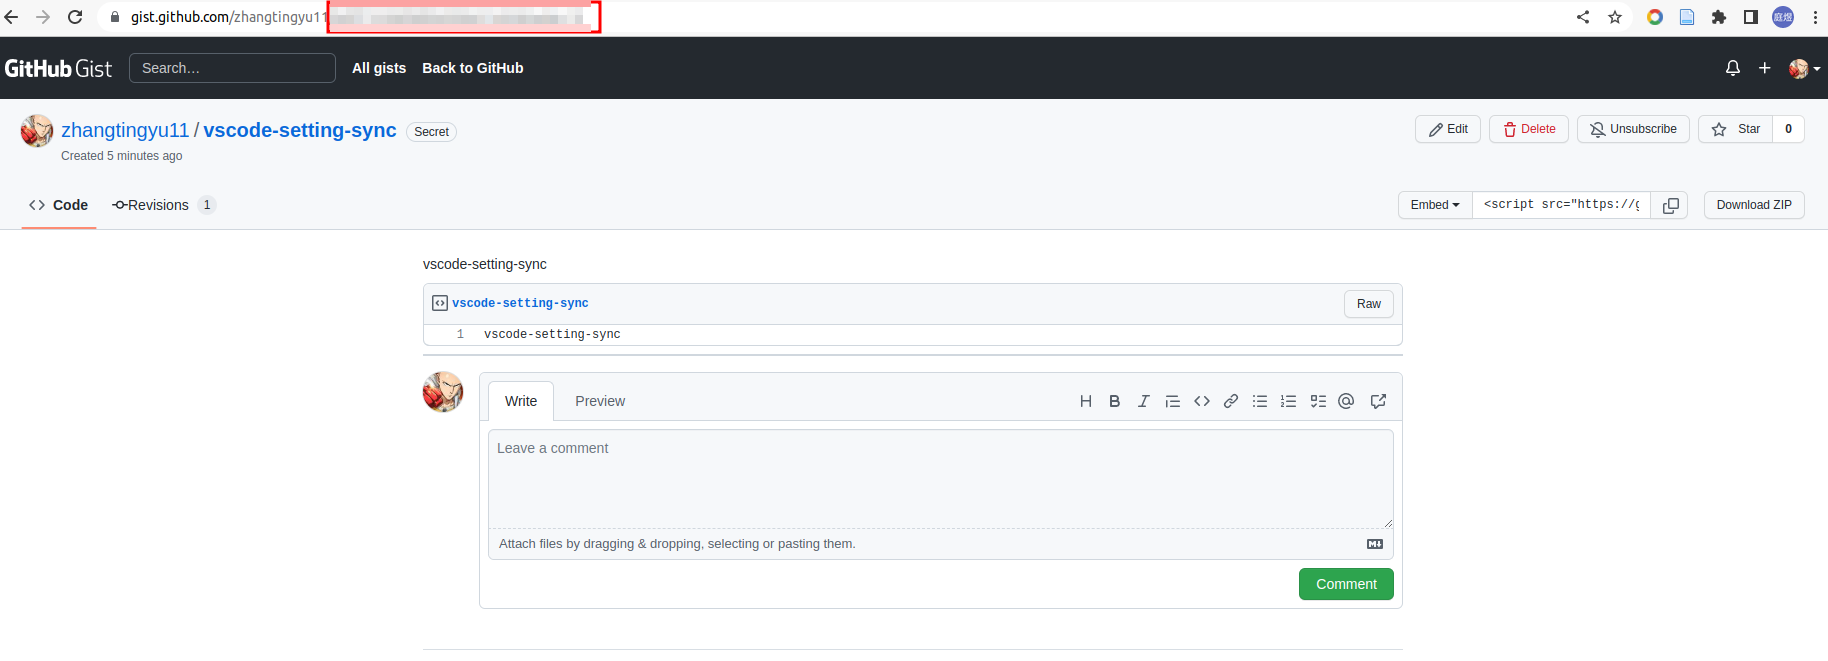 gist.github.com/zhangtingyu11
庭煜
GitHub Gist Search… All gists Back to GitHub
zhangtingyu11 / vscode-setting-sync Secret
Edit Delete Unsubscribe Star 0
Created 5 minutes ago
Code Revisions 1
Embed <script src="https://g Download ZIP
vscode-setting-sync
vscode-setting-sync Raw
1 vscode-setting-sync
Write Preview
Leave a comment
Attach files by dragging & dropping, selecting or pasting them.
Comment